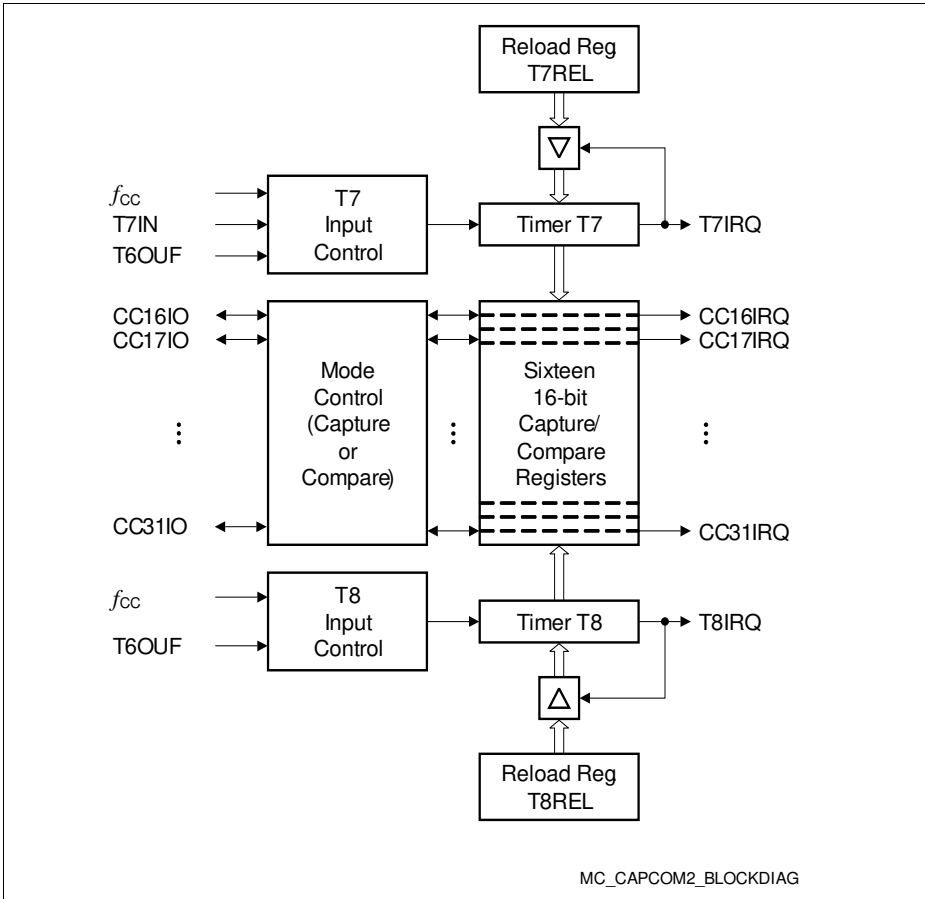 Reload Reg.
T7REL
fCC
T7IN
T6OUF
T7
Input
Control
Timer T7
T7IRQ
CC16IO
CC17IO
CC31IO
Mode
Control
(Capture
or
Compare)
Sixteen
16-bit
Capture/
Compare
Registers
CC16IRQ
CC17IRQ
CC31IRQ
fCC
T6OUF
T8
Input
Control
Timer T8
T8IRQ
Reload Reg.
T8REL
MC_CAPCOM2_BLOCKDIAG